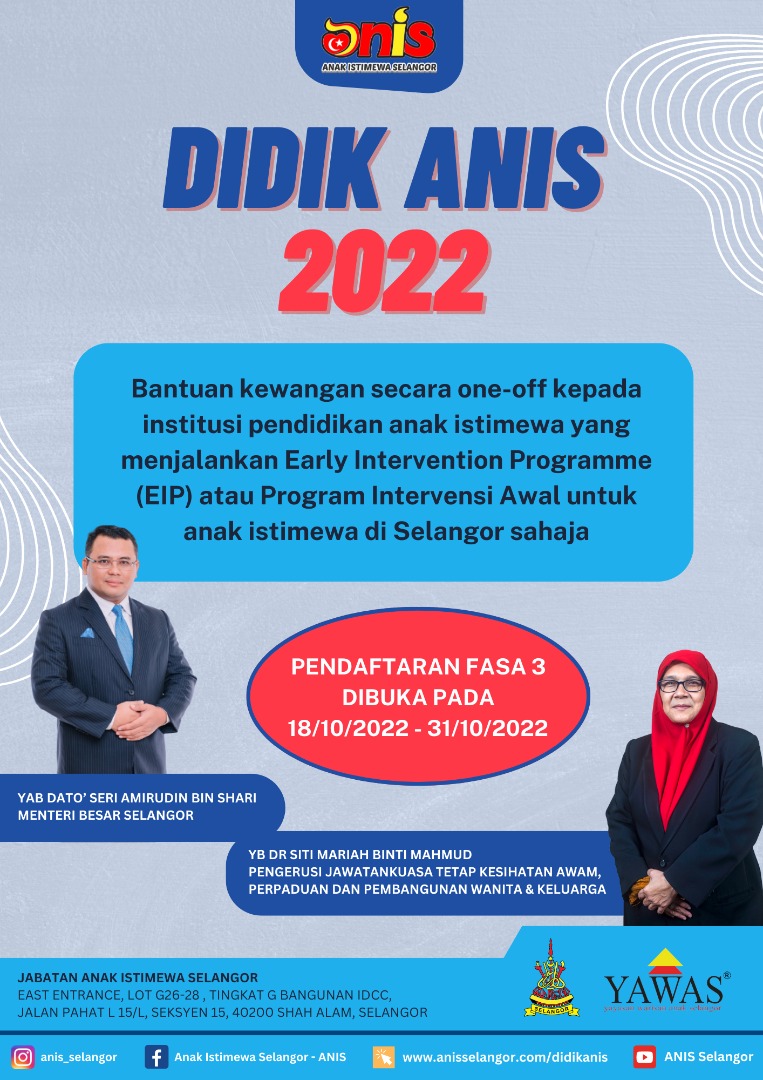 anis
ANAK ISTIMEWA SELANGOR
DIDIK ANIS
2022
Bantuan kewangan secara one-off kepada
institusi pendidikan anak istimewa yang
menjalankan Early Intervention Programme
(EIP) atau Program Intervensi Awal untuk
anak istimewa di Selangor sahaja
PENDAFTARAN FASA 3
DIBUKA PADA
18/10/2022 - 31/10/2022
YAB DATO’ SERI AMIRUDIN BIN SHARI
MENTERI BESAR SELANGOR
YB DR SITI MARIAH BINTI MAHMUD
PENGERUSI JAWATANKUASA TETAP KESIHATAN AWAM,
PERPADUAN DAN PEMBANGUNAN WANITA & KELUARGA
JABATAN ANAK ISTIMEWA SELANGOR
EAST ENTRANCE, LOT G26-28 , TINGKAT G BANGUNAN IDCC,
JALAN PAHAT L 15/L, SEKSYEN 15, 40200 SHAH ALAM, SELANGOR
SELANGOR
YAWAS®
yayasan warisan anak selangor
anis_selangor
Anak Istimewa Selangor - ANIS
www.anisselangor.com/didikanis
ANIS Selangor